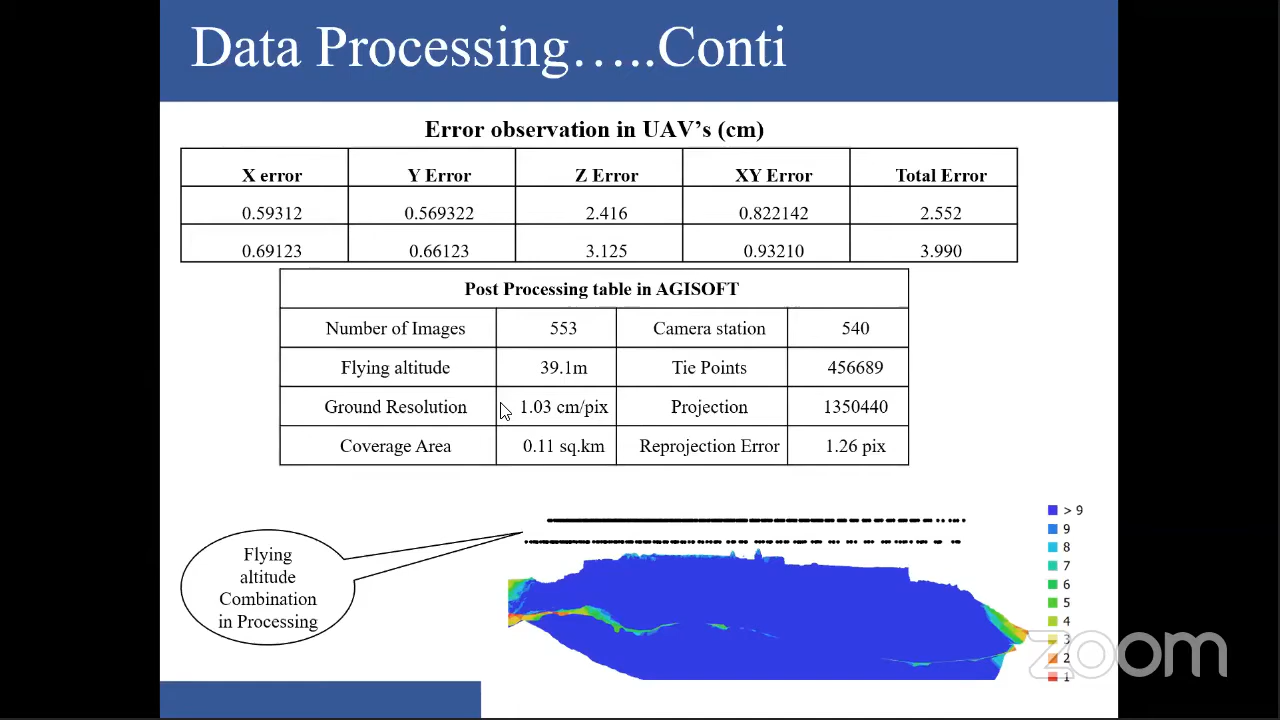 Data Processing…..Conti
Error observation in UAV’s (cm)
X error Y Error Z Error XY Error Total Error
0.59312 0.569322 2.416 0.822142 2.552
0.69123 0.66123 3.125 0.93210 3.990
Post Processing table in AGISOFT
Number of Images 553 Camera station 540
Flying altitude 39.1m Tie Points 456689
Ground Resolution 1.03 cm/pix Projection 1350440
Coverage Area 0.11 sq.km Reprojection Error 1.26 pix
Flying
altitude
Combination
in Processing
> 9
9
8
7
6
5
4
3
2
1
zoom